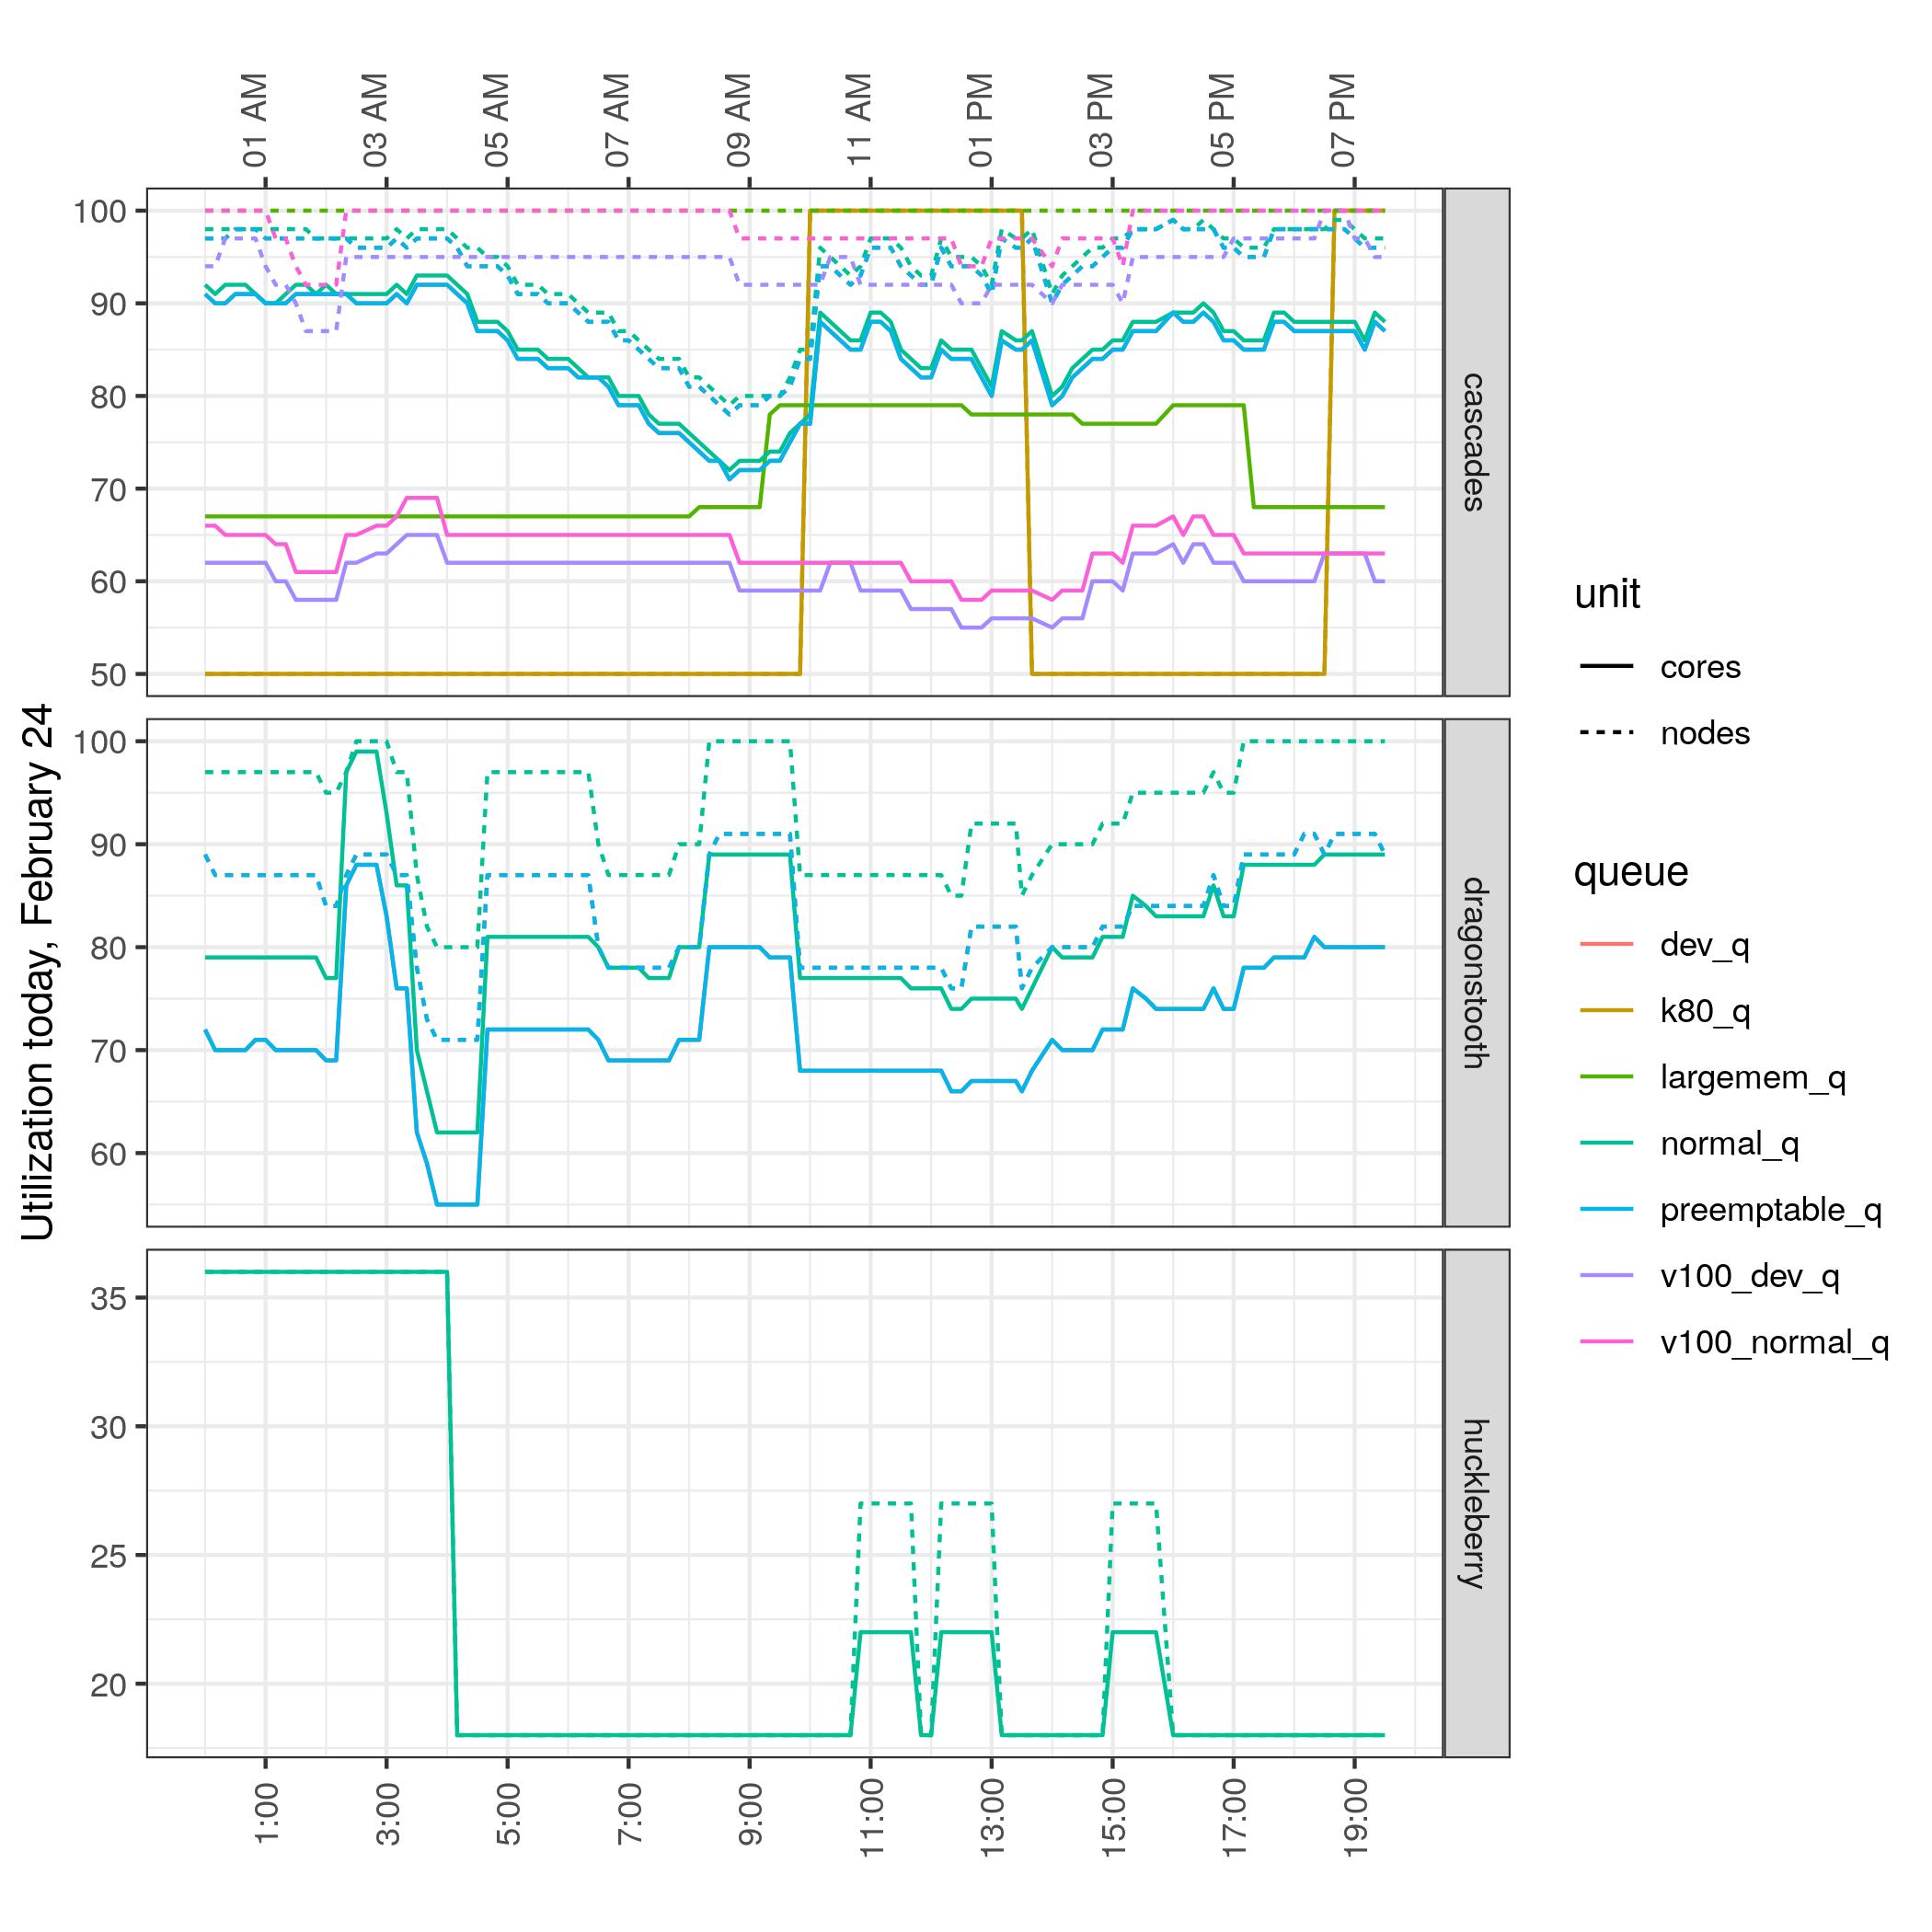 01 AM
03 AM
05 AM
07 AM
09 AM
11 AM
01 PM
03 PM
05 PM
07 PM
Utilization today, February 24
100
90
80
70
60
50
cascades
100
90
80
70
60
dragonstooth
35
30
25
20
huckleberry
1:00
3:00
5:00
7:00
9:00
11:00
13:00
15:00
17:00
19:00
unit
cores
nodes
queue
dev_q
k80_q
largemem_q
normal_q
preemptable_q
v100_dev_q
v100_normal_q